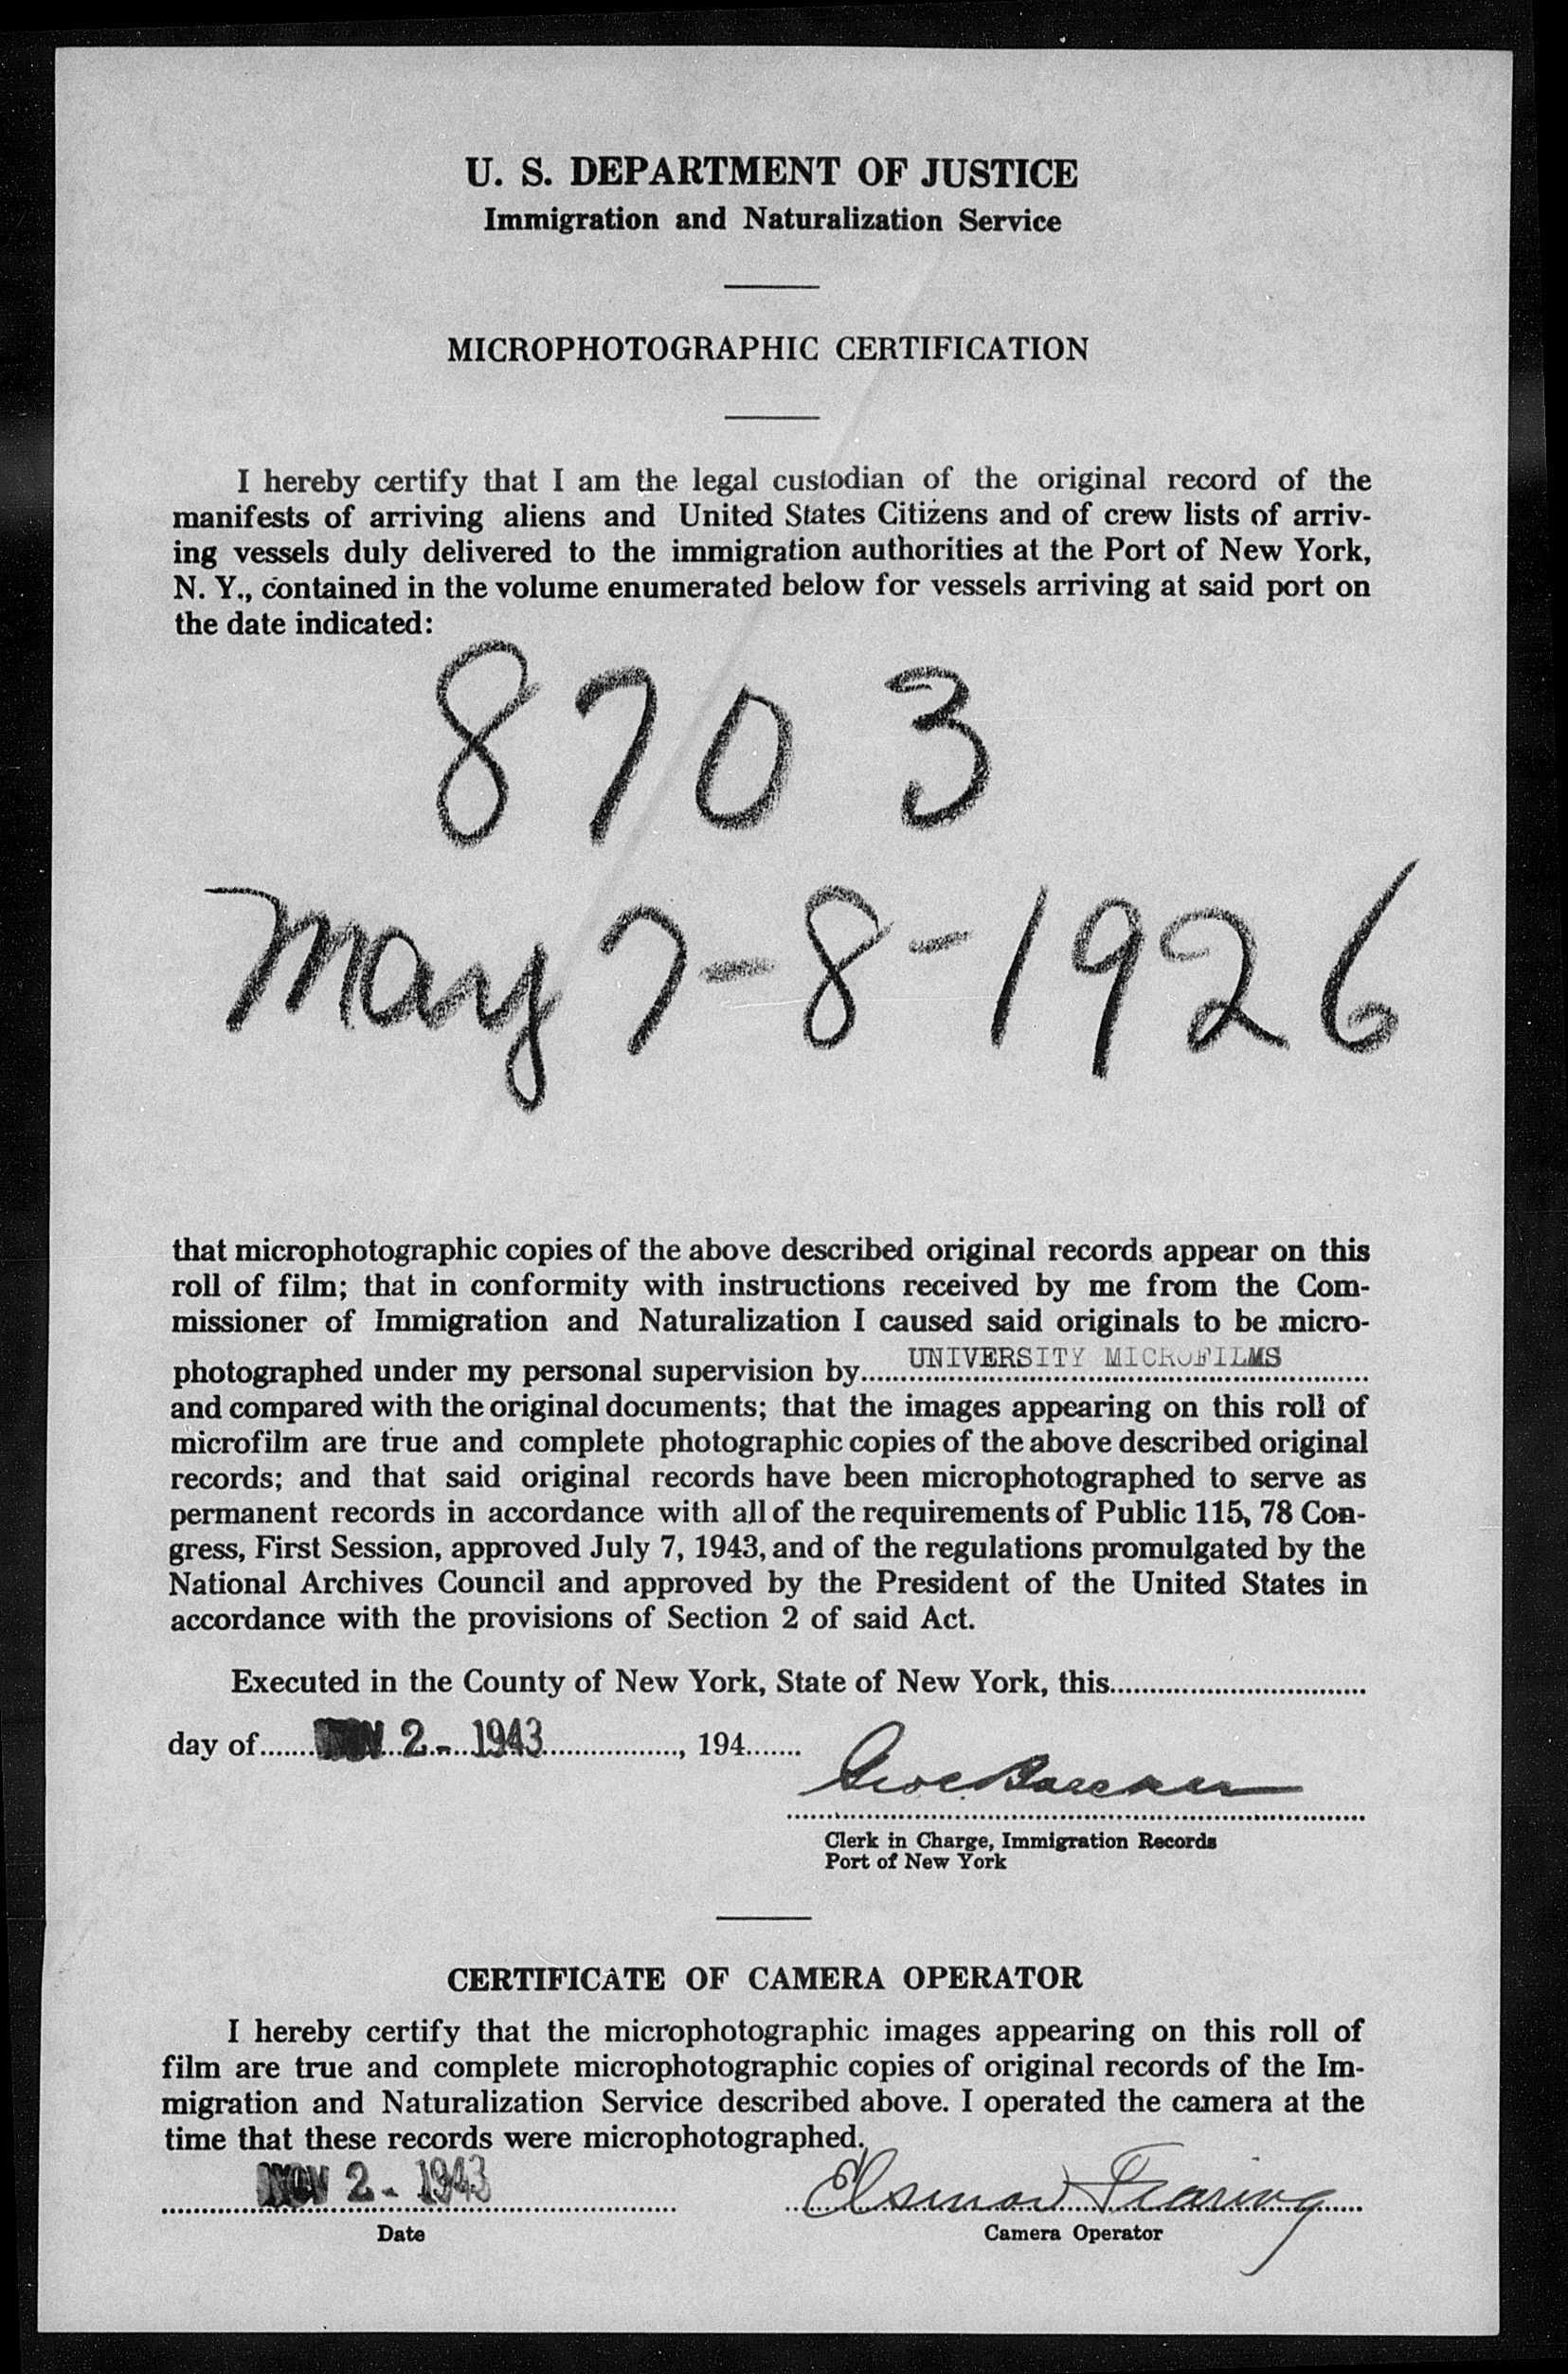 U. S. DEPARTMENT OF JUSTICE
Immigration and Naturalization Service
MICROPHOTOGRAPHIC CERTIFICATION
I hereby certify that I am the legal custodian of the original record of the
manifests of arriving aliens and United States Citizens and of crew lists of arriv-
ing vessels duly delivered to the immigration authorities at the Port of New York,
N. Y., contained in the volume enumerated below for vessels arriving at said port on
the date indicated:
8703
May 7-8-1926
that microphotographic copies of the above described original records appear on this
roll of film; that in conformity with instructions received by me from the Com-
missioner of Immigration and Naturalization I caused said originals to be micro-
photographed under my personal supervision by UNIVERSITY MICROFILMS
and compared with the original documents; that the images appearing on this roll of
microfilm are true and complete photographic copies of the above described original
records; and that said original records have been microphotographed to serve as
permanent records in accordance with all of the requirements of Public 115, 78 Con-
gress, First Session, approved July 7, 1943, and of the regulations promulgated by the
National Archives Council and approved by the President of the United States in
accordance with the provisions of Section 2 of said Act.
Executed in the County of New York, State of New York, this
day of NOV 2 - 1943, 194
Clerk in Charge, Immigration Records
Port of New York
CERTIFICATE OF CAMERA OPERATOR
I hereby certify that the microphotographic images appearing on this roll of
film are true and complete microphotographic copies of original records of the Im-
migration and Naturalization Service described above. I operated the camera at the
time that these records were microphotographed.
NOV 2 - 1943
Date
Camera Operator